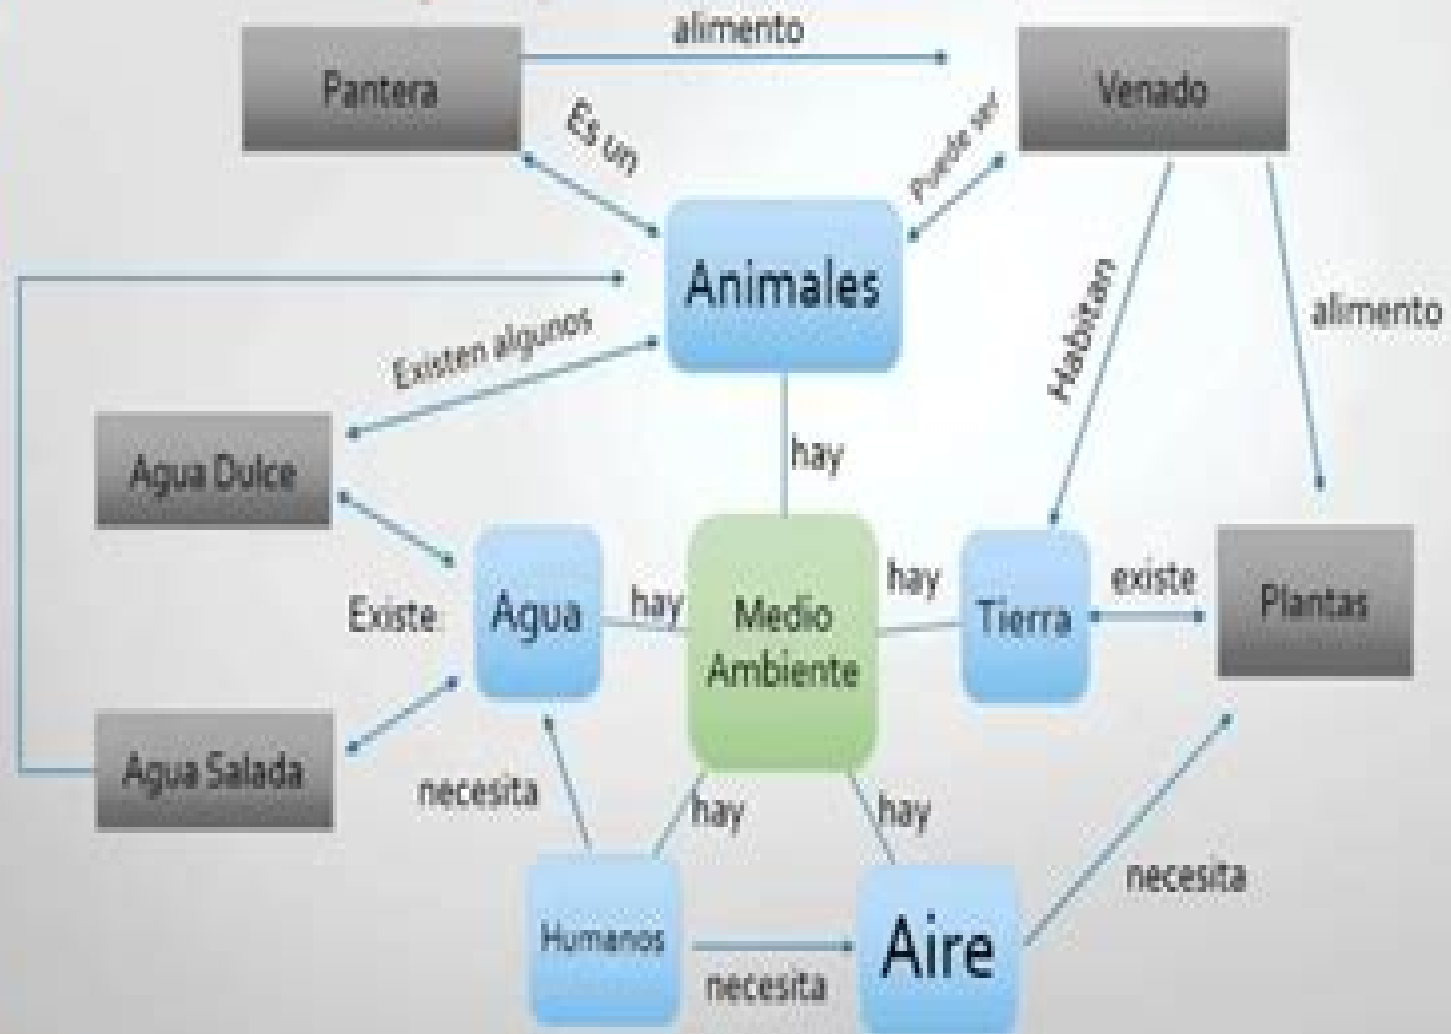 alimento
Pantera
Venado
Es un
Puede ser
Animales
Habitan
alimento
Existen algunos
hay
Agua Dulce
hay
existe
Existe:
Agua
hay
Medio
Ambiente
Tierra
Plantas
Agua Salada
necesita
hay
hay
necesita
Humanos
Aire
necesita